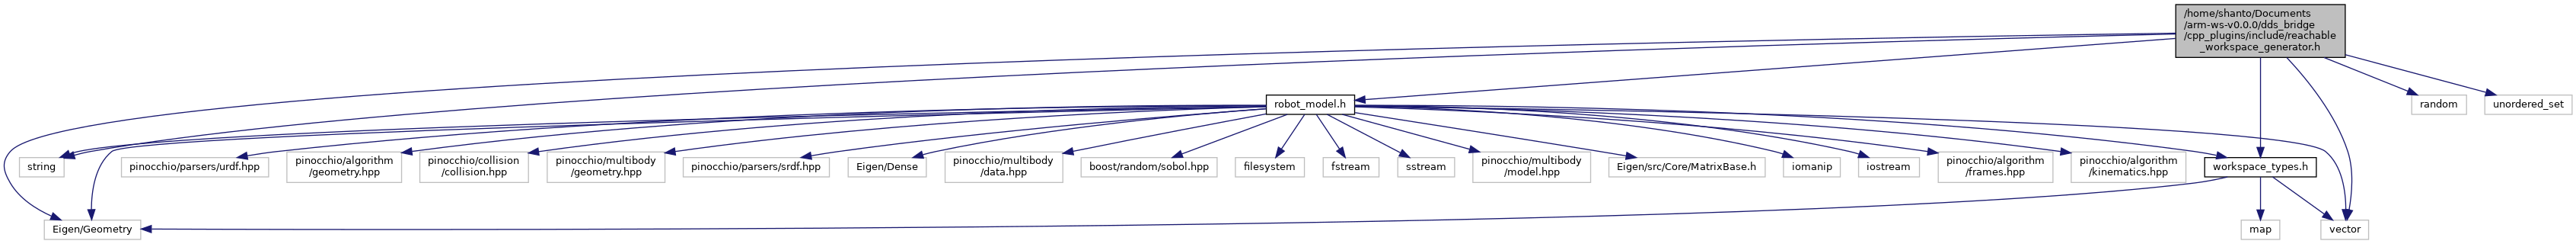 /home/shanto/Documents
/arm-ws-v0.0.0/dds_bridge
/cpp_plugins/include/reachable
_workspace_generator.h
robot_model.h
random
unordered_set
string
pinocchio/parsers/urdf.hpp
pinocchio/algorithm
/geometry.hpp
pinocchio/collision
/collision.hpp
pinocchio/multibody
/geometry.hpp
pinocchio/parsers/srdf.hpp
Eigen/Dense
pinocchio/multibody
/data.hpp
boost/random/sobol.hpp
filesystem
fstream
sstream
pinocchio/multibody
/model.hpp
Eigen/src/Core/MatrixBase.h
iomanip
iostream
pinocchio/algorithm
/frames.hpp
pinocchio/algorithm
/kinematics.hpp
workspace_types.h
Eigen/Geometry
map
vector